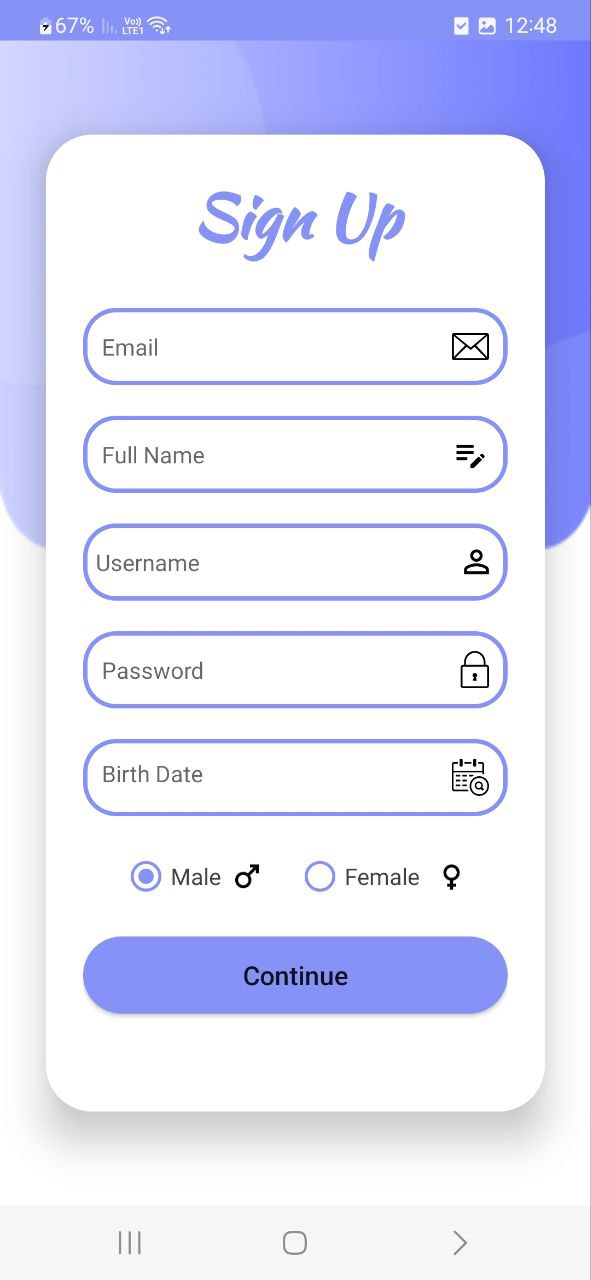 67% Vo)) LTE1 12:48
Sign Up
Email
Full Name
Username
Password
Birth Date
Male Female
Continue